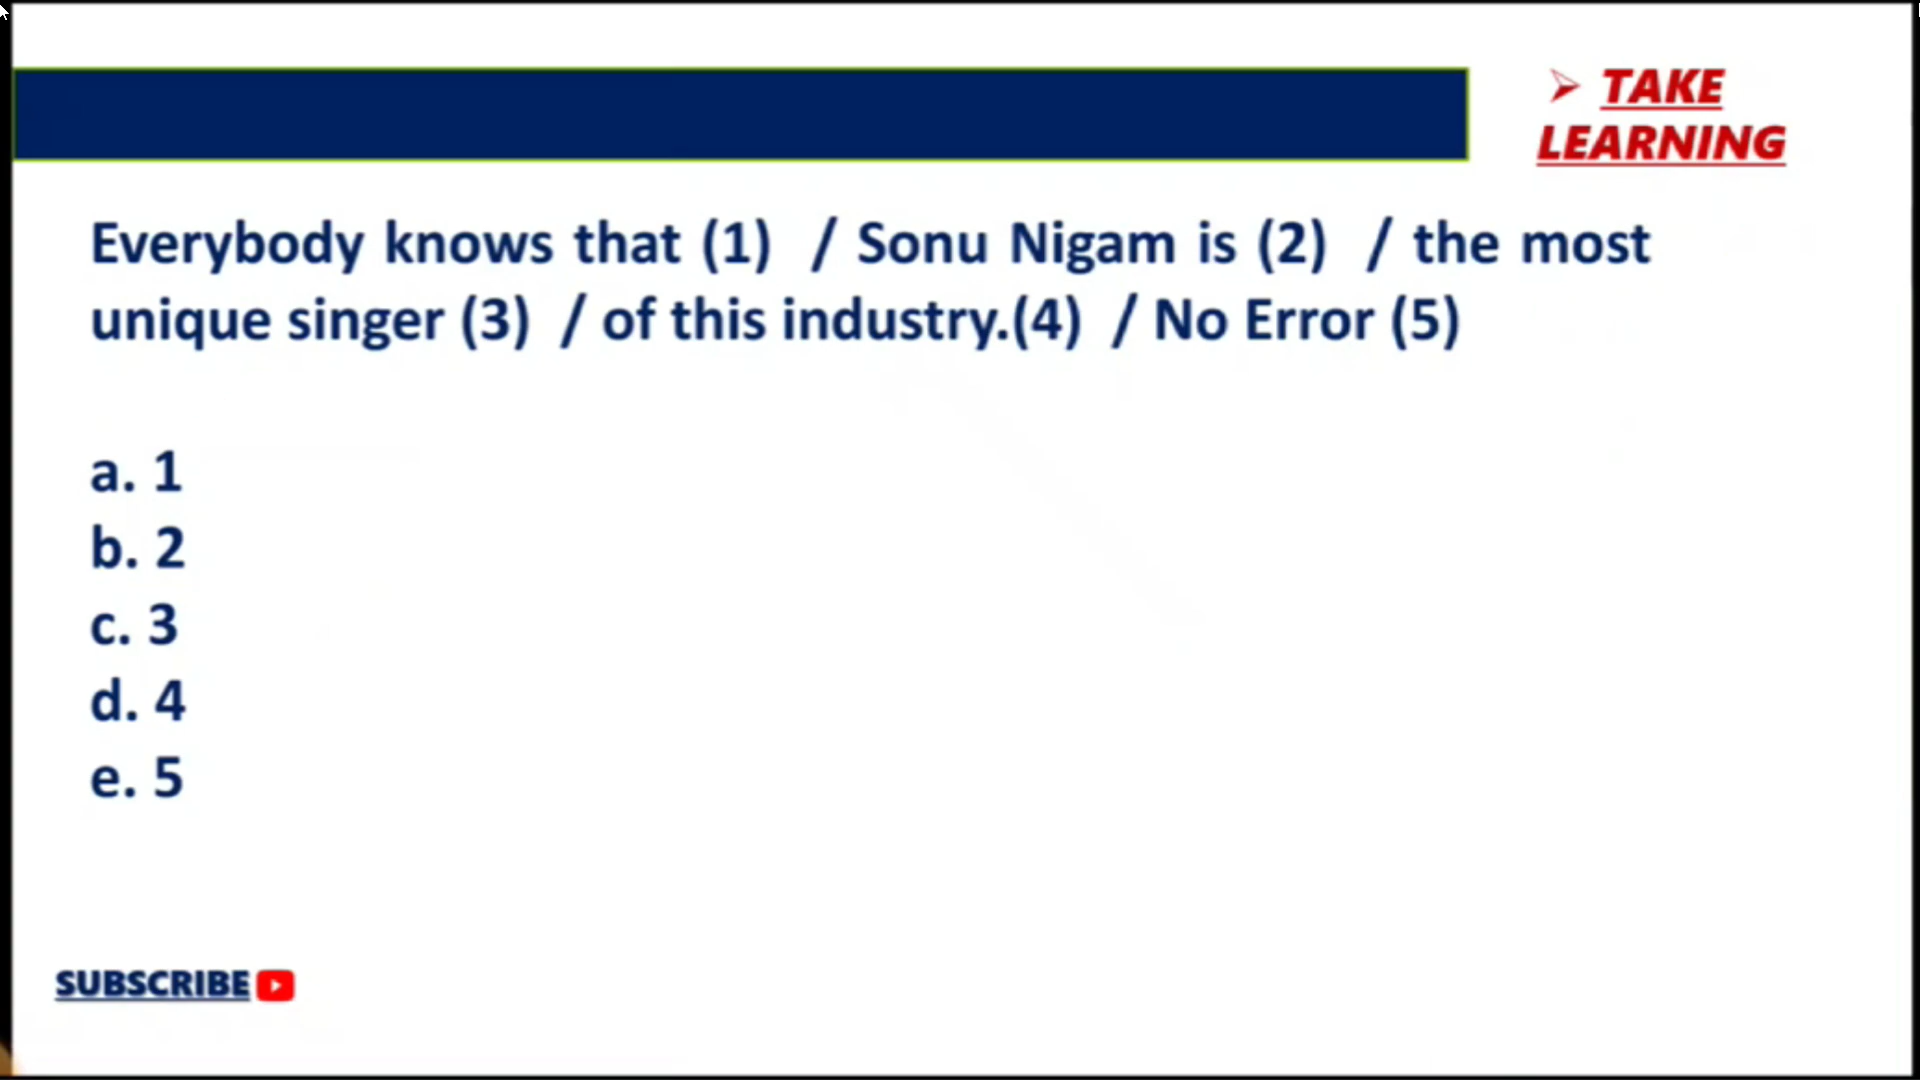 ➢ TAKE
LEARNING
Everybody knows that (1) / Sonu Nigam is (2) / the most
unique singer (3) / of this industry.(4) / No Error (5)
a. 1
b. 2
c. 3
d. 4
e. 5
SUBSCRIBE